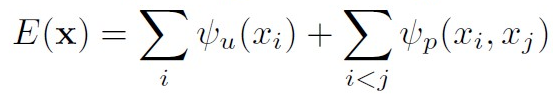 E(𝐱) = ∑_i ψ_u(x_i) + ∑_{i<j} ψ_p(x_i, x_j)